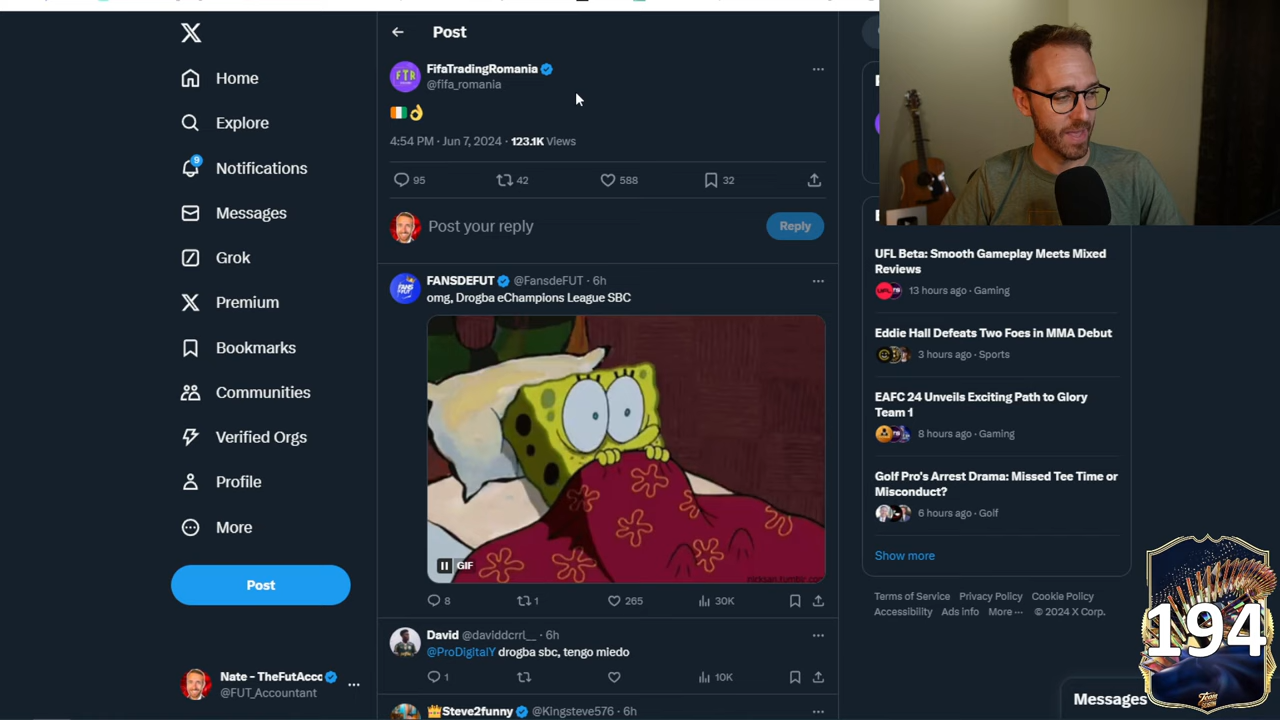 Post
FifaTradingRomania
FTR
@fifa_romania
4:54 PM · Jun 7, 2024 · 123.1K Views
95
42
588
32
Post your reply
Reply
FANSDEFUT @FansDeFUT · 6h
omg, Drogba eChampions League SBC
GIF
8
1
265
30K
David @daviddcrrl__ · 6h
@ProDigitalY drogba sbc, tengo miedo
1
10K
Steve2funny @Kingsteve576 · 6h
Home
Explore
9
Notifications
Messages
Grok
Premium
Bookmarks
Communities
Verified Orgs
Profile
More
Post
Nate - TheFutAccc
@FUT_Accountant
UFL Beta: Smooth Gameplay Meets Mixed
Reviews
13 hours ago · Gaming
Eddie Hall Defeats Two Foes in MMA Debut
3 hours ago · Sports
EAFC 24 Unveils Exciting Path to Glory
Team 1
8 hours ago · Gaming
Golf Pro's Arrest Drama: Missed Tee Time or
Misconduct?
6 hours ago · Golf
Show more
Terms of Service Privacy Policy Cookie Policy
Accessibility Ads info More ··· © 2024 X Corp.
Messages
194